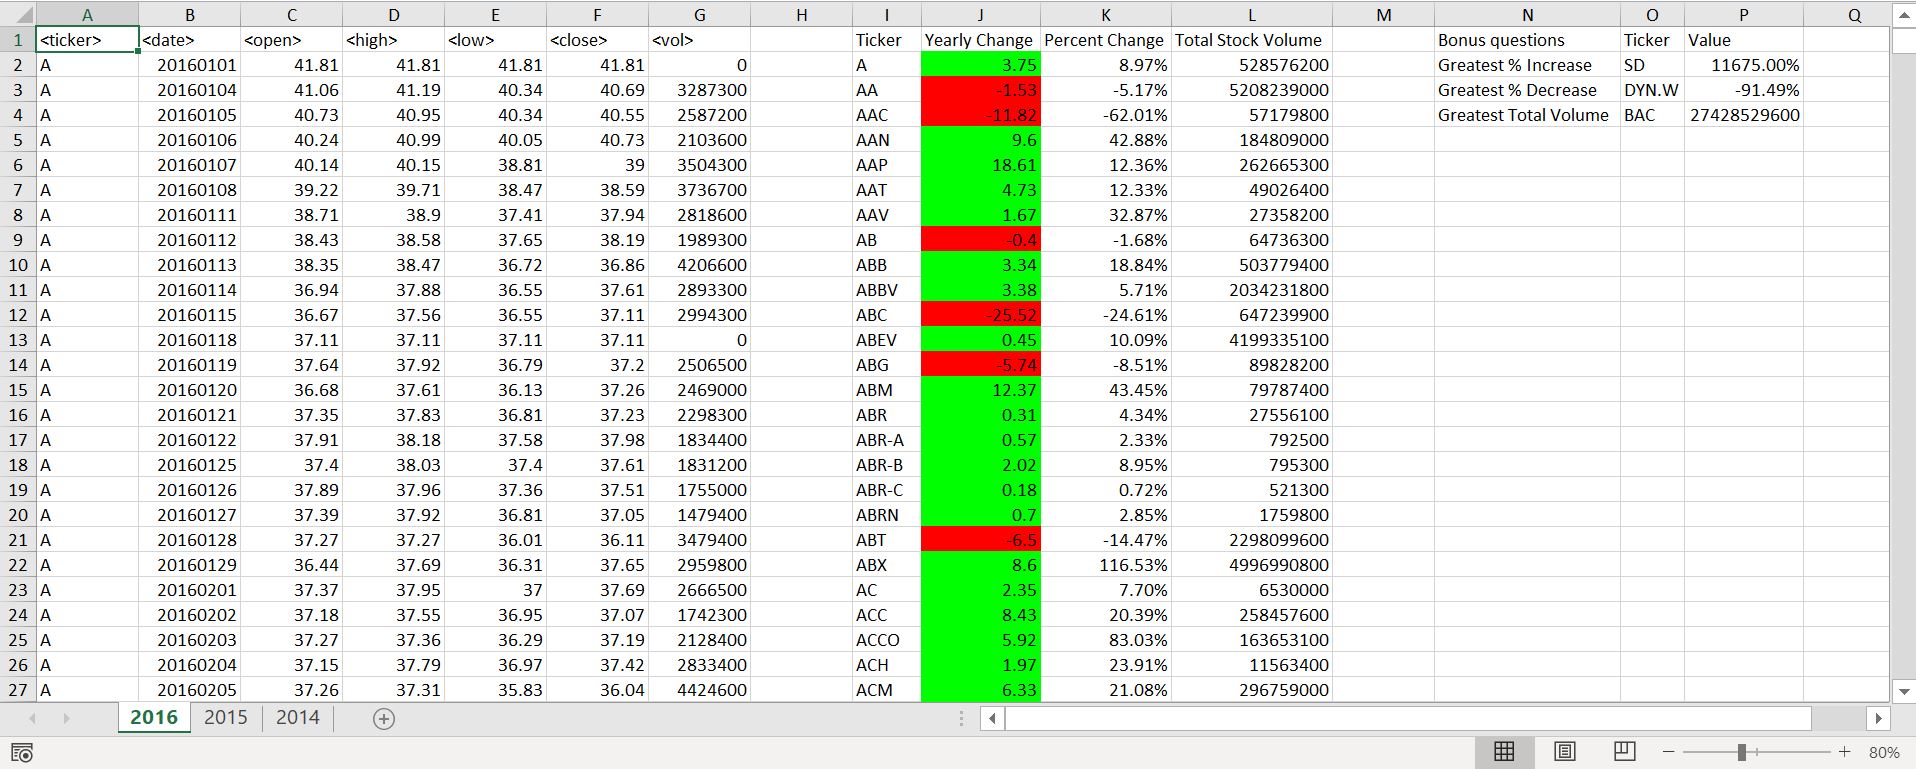 A B C D E F G H I J K L M N O P Q
1 <ticker> <date> <open> <high> <low> <close> <vol> Ticker Yearly Change Percent Change Total Stock Volume Bonus questions Ticker Value
2 A 20160101 41.81 41.81 41.81 41.81 0 A 3.75 8.97% 528576200 Greatest % Increase SD 11675.00%
3 A 20160104 41.06 41.19 40.34 40.69 3287300 AA -1.53 -5.17% 5208239000 Greatest % Decrease DYN.W -91.49%
4 A 20160105 40.73 40.95 40.34 40.55 2587200 AAC -11.82 -62.01% 57179800 Greatest Total Volume BAC 27428529600
5 A 20160106 40.24 40.99 40.05 40.73 2103600 AAN 9.6 42.88% 184809000
6 A 20160107 40.14 40.15 38.81 39 3504300 AAP 18.61 12.36% 262665300
7 A 20160108 39.22 39.71 38.47 38.59 3736700 AAT 4.73 12.33% 49026400
8 A 20160111 38.71 38.9 37.41 37.94 2818600 AAV 1.67 32.87% 27358200
9 A 20160112 38.43 38.58 37.65 38.19 1989300 AB -0.4 -1.68% 64736300
10 A 20160113 38.35 38.47 36.72 36.86 4206600 ABB 3.34 18.84% 503779400
11 A 20160114 36.94 37.88 36.55 37.61 2893300 ABBV 3.38 5.71% 2034231800
12 A 20160115 36.67 37.56 36.55 37.11 2994300 ABC -25.52 -24.61% 647239900
13 A 20160118 37.11 37.11 37.11 37.11 0 ABEV 0.45 10.09% 4199335100
14 A 20160119 37.64 37.92 36.79 37.2 2506500 ABG -5.74 -8.51% 89828200
15 A 20160120 36.68 37.61 36.13 37.26 2469000 ABM 12.37 43.45% 79787400
16 A 20160121 37.35 37.83 36.81 37.23 2298300 ABR 0.31 4.34% 27556100
17 A 20160122 37.91 38.18 37.58 37.98 1834400 ABR-A 0.57 2.33% 792500
18 A 20160125 37.4 38.03 37.4 37.61 1831200 ABR-B 2.02 8.95% 795300
19 A 20160126 37.89 37.96 37.36 37.51 1755000 ABR-C 0.18 0.72% 521300
20 A 20160127 37.39 37.92 36.81 37.05 1479400 ABRN 0.7 2.85% 1759800
21 A 20160128 37.27 37.27 36.01 36.11 3479400 ABT -6.5 -14.47% 2298099600
22 A 20160129 36.44 37.69 36.31 37.65 2959800 ABX 8.6 116.53% 4996990800
23 A 20160201 37.37 37.95 37 37.69 2666500 AC 2.35 7.70% 6530000
24 A 20160202 37.18 37.55 36.95 37.07 1742300 ACC 8.43 20.39% 258457600
25 A 20160203 37.27 37.36 36.29 37.19 2128400 ACCO 5.92 83.03% 163653100
26 A 20160204 37.15 37.79 36.97 37.42 2833400 ACH 1.97 23.91% 11563400
27 A 20160205 37.26 37.31 35.83 36.04 4424600 ACM 6.33 21.08% 296759000
2016 2015 2014
80%